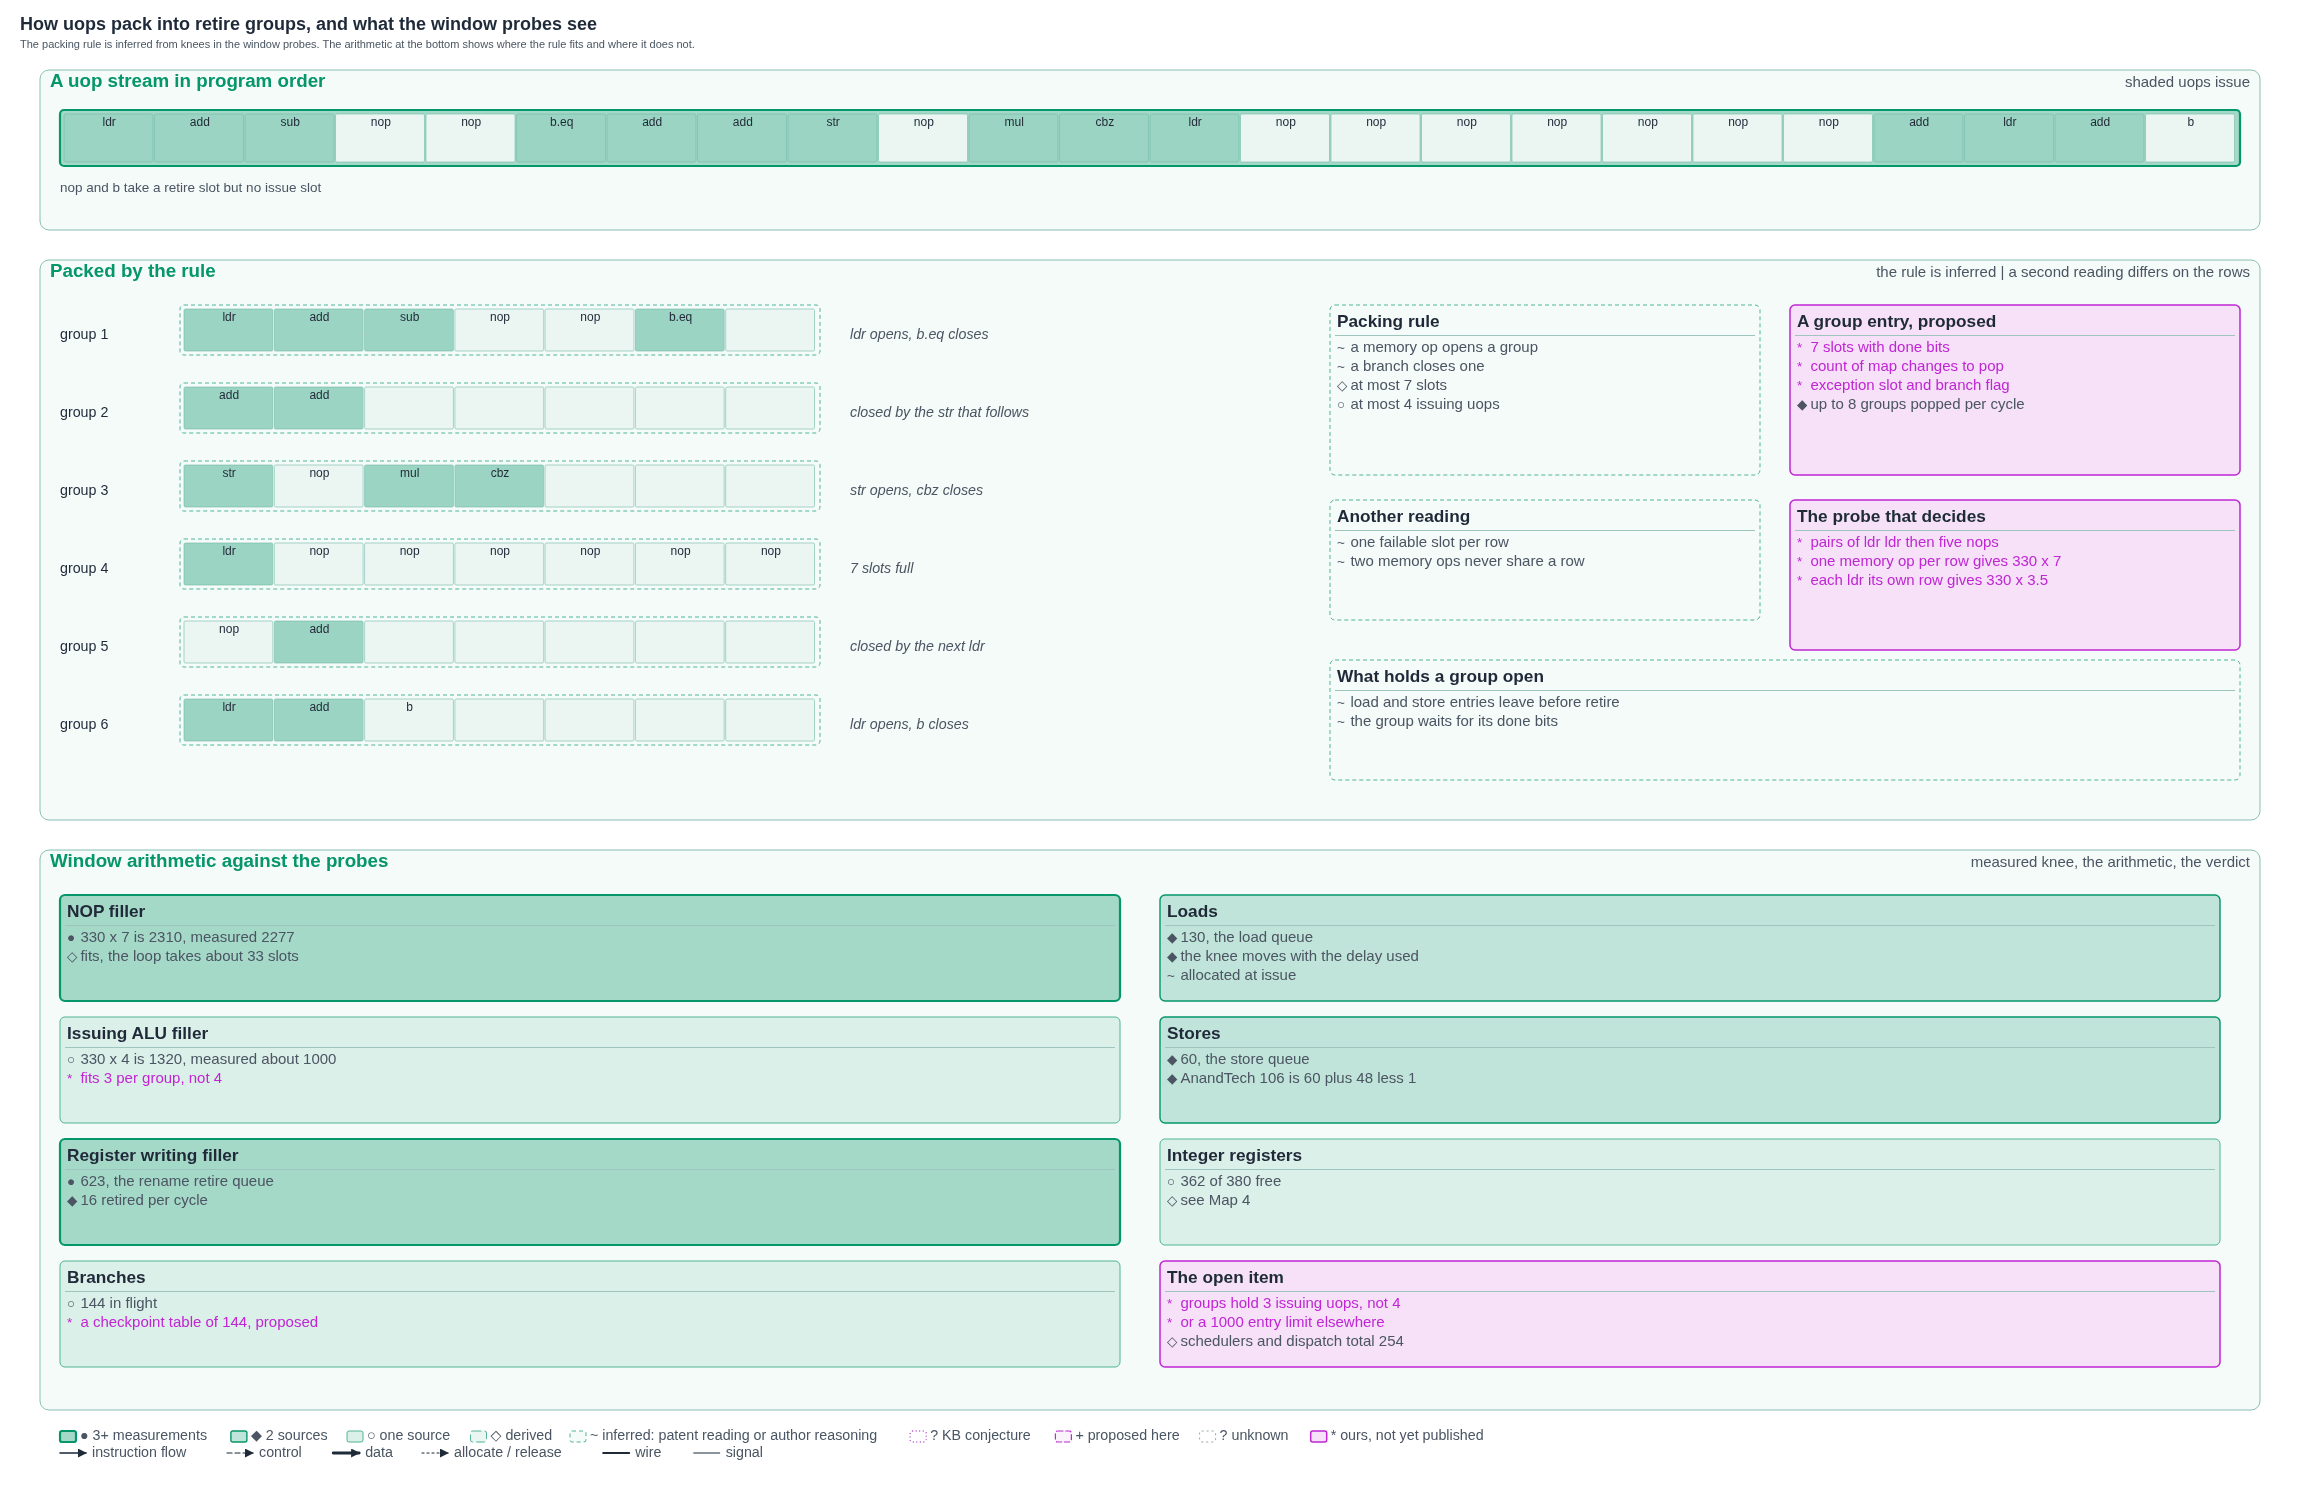 How uops pack into retire groups, and what the window probes see
The packing rule is inferred from knees in the window probes. The arithmetic at the bottom shows where the rule fits and where it does not.
A uop stream in program order
shaded uops issue
ldr add sub nop nop b.eq add add str nop mul cbz ldr nop nop nop nop nop nop nop add ldr add b
nop and b take a retire slot but no issue slot
Packed by the rule
the rule is inferred | a second reading differs on the rows
group 1
ldr add sub nop nop b.eq
ldr opens, b.eq closes
group 2
add add
closed by the str that follows
group 3
str nop mul cbz
str opens, cbz closes
group 4
ldr nop nop nop nop nop nop
7 slots full
group 5
nop add
closed by the next ldr
group 6
ldr add b
ldr opens, b closes
Packing rule
~ a memory op opens a group
~ a branch closes one
◇ at most 7 slots
○ at most 4 issuing uops
A group entry, proposed
* 7 slots with done bits
* count of map changes to pop
* exception slot and branch flag
◆ up to 8 groups popped per cycle
Another reading
~ one failable slot per row
~ two memory ops never share a row
The probe that decides
* pairs of ldr ldr then five nops
* one memory op per row gives 330 x 7
* each ldr its own row gives 330 x 3.5
What holds a group open
~ load and store entries leave before retire
~ the group waits for its done bits
Window arithmetic against the probes
measured knee, the arithmetic, the verdict
NOP filler
● 330 x 7 is 2310, measured 2277
◇ fits, the loop takes about 33 slots
Loads
◆ 130, the load queue
◆ the knee moves with the delay used
~ allocated at issue
Issuing ALU filler
○ 330 x 4 is 1320, measured about 1000
* fits 3 per group, not 4
Stores
◆ 60, the store queue
◆ AnandTech 106 is 60 plus 48 less 1
Register writing filler
● 623, the rename retire queue
◆ 16 retired per cycle
Integer registers
○ 362 of 380 free
◇ see Map 4
Branches
○ 144 in flight
* a checkpoint table of 144, proposed
The open item
* groups hold 3 issuing uops, not 4
* or a 1000 entry limit elsewhere
◇ schedulers and dispatch total 254
● 3+ measurements ◆ 2 sources ○ one source ◇ derived ~ inferred: patent reading or author reasoning ? KB conjecture + proposed here ? unknown * ours, not yet published
instruction flow control data allocate / release wire signal